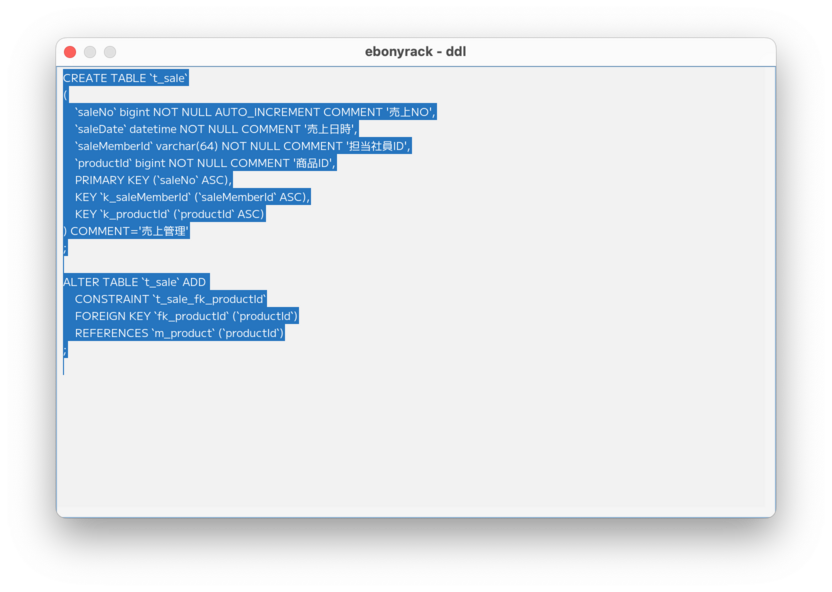 ebonyrack - ddl
CREATE TABLE `t_sale`
(
`saleNo` bigint NOT NULL AUTO_INCREMENT COMMENT '売上NO',
`saleDate` datetime NOT NULL COMMENT '売上日時',
`saleMemberId` varchar(64) NOT NULL COMMENT '担当社員ID',
`productId` bigint NOT NULL COMMENT '商品ID',
PRIMARY KEY (`saleNo` ASC),
KEY `k_saleMemberId` (`saleMemberId` ASC),
KEY `k_productId` (`productId` ASC)
) COMMENT='売上管理'
;
ALTER TABLE `t_sale` ADD
CONSTRAINT `t_sale_fk_productId`
FOREIGN KEY `fk_productId` (`productId`)
REFERENCES `m_product` (`productId`)
;